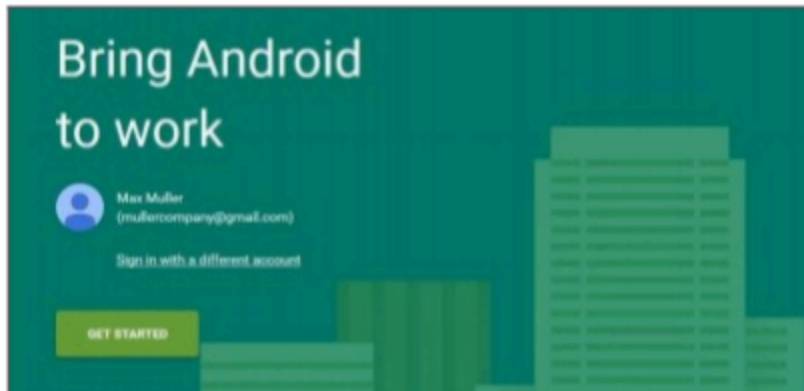 Bring Android
to work
Max Muller
(mullercompany@gmail.com)
Sign in with a different account
GET STARTED